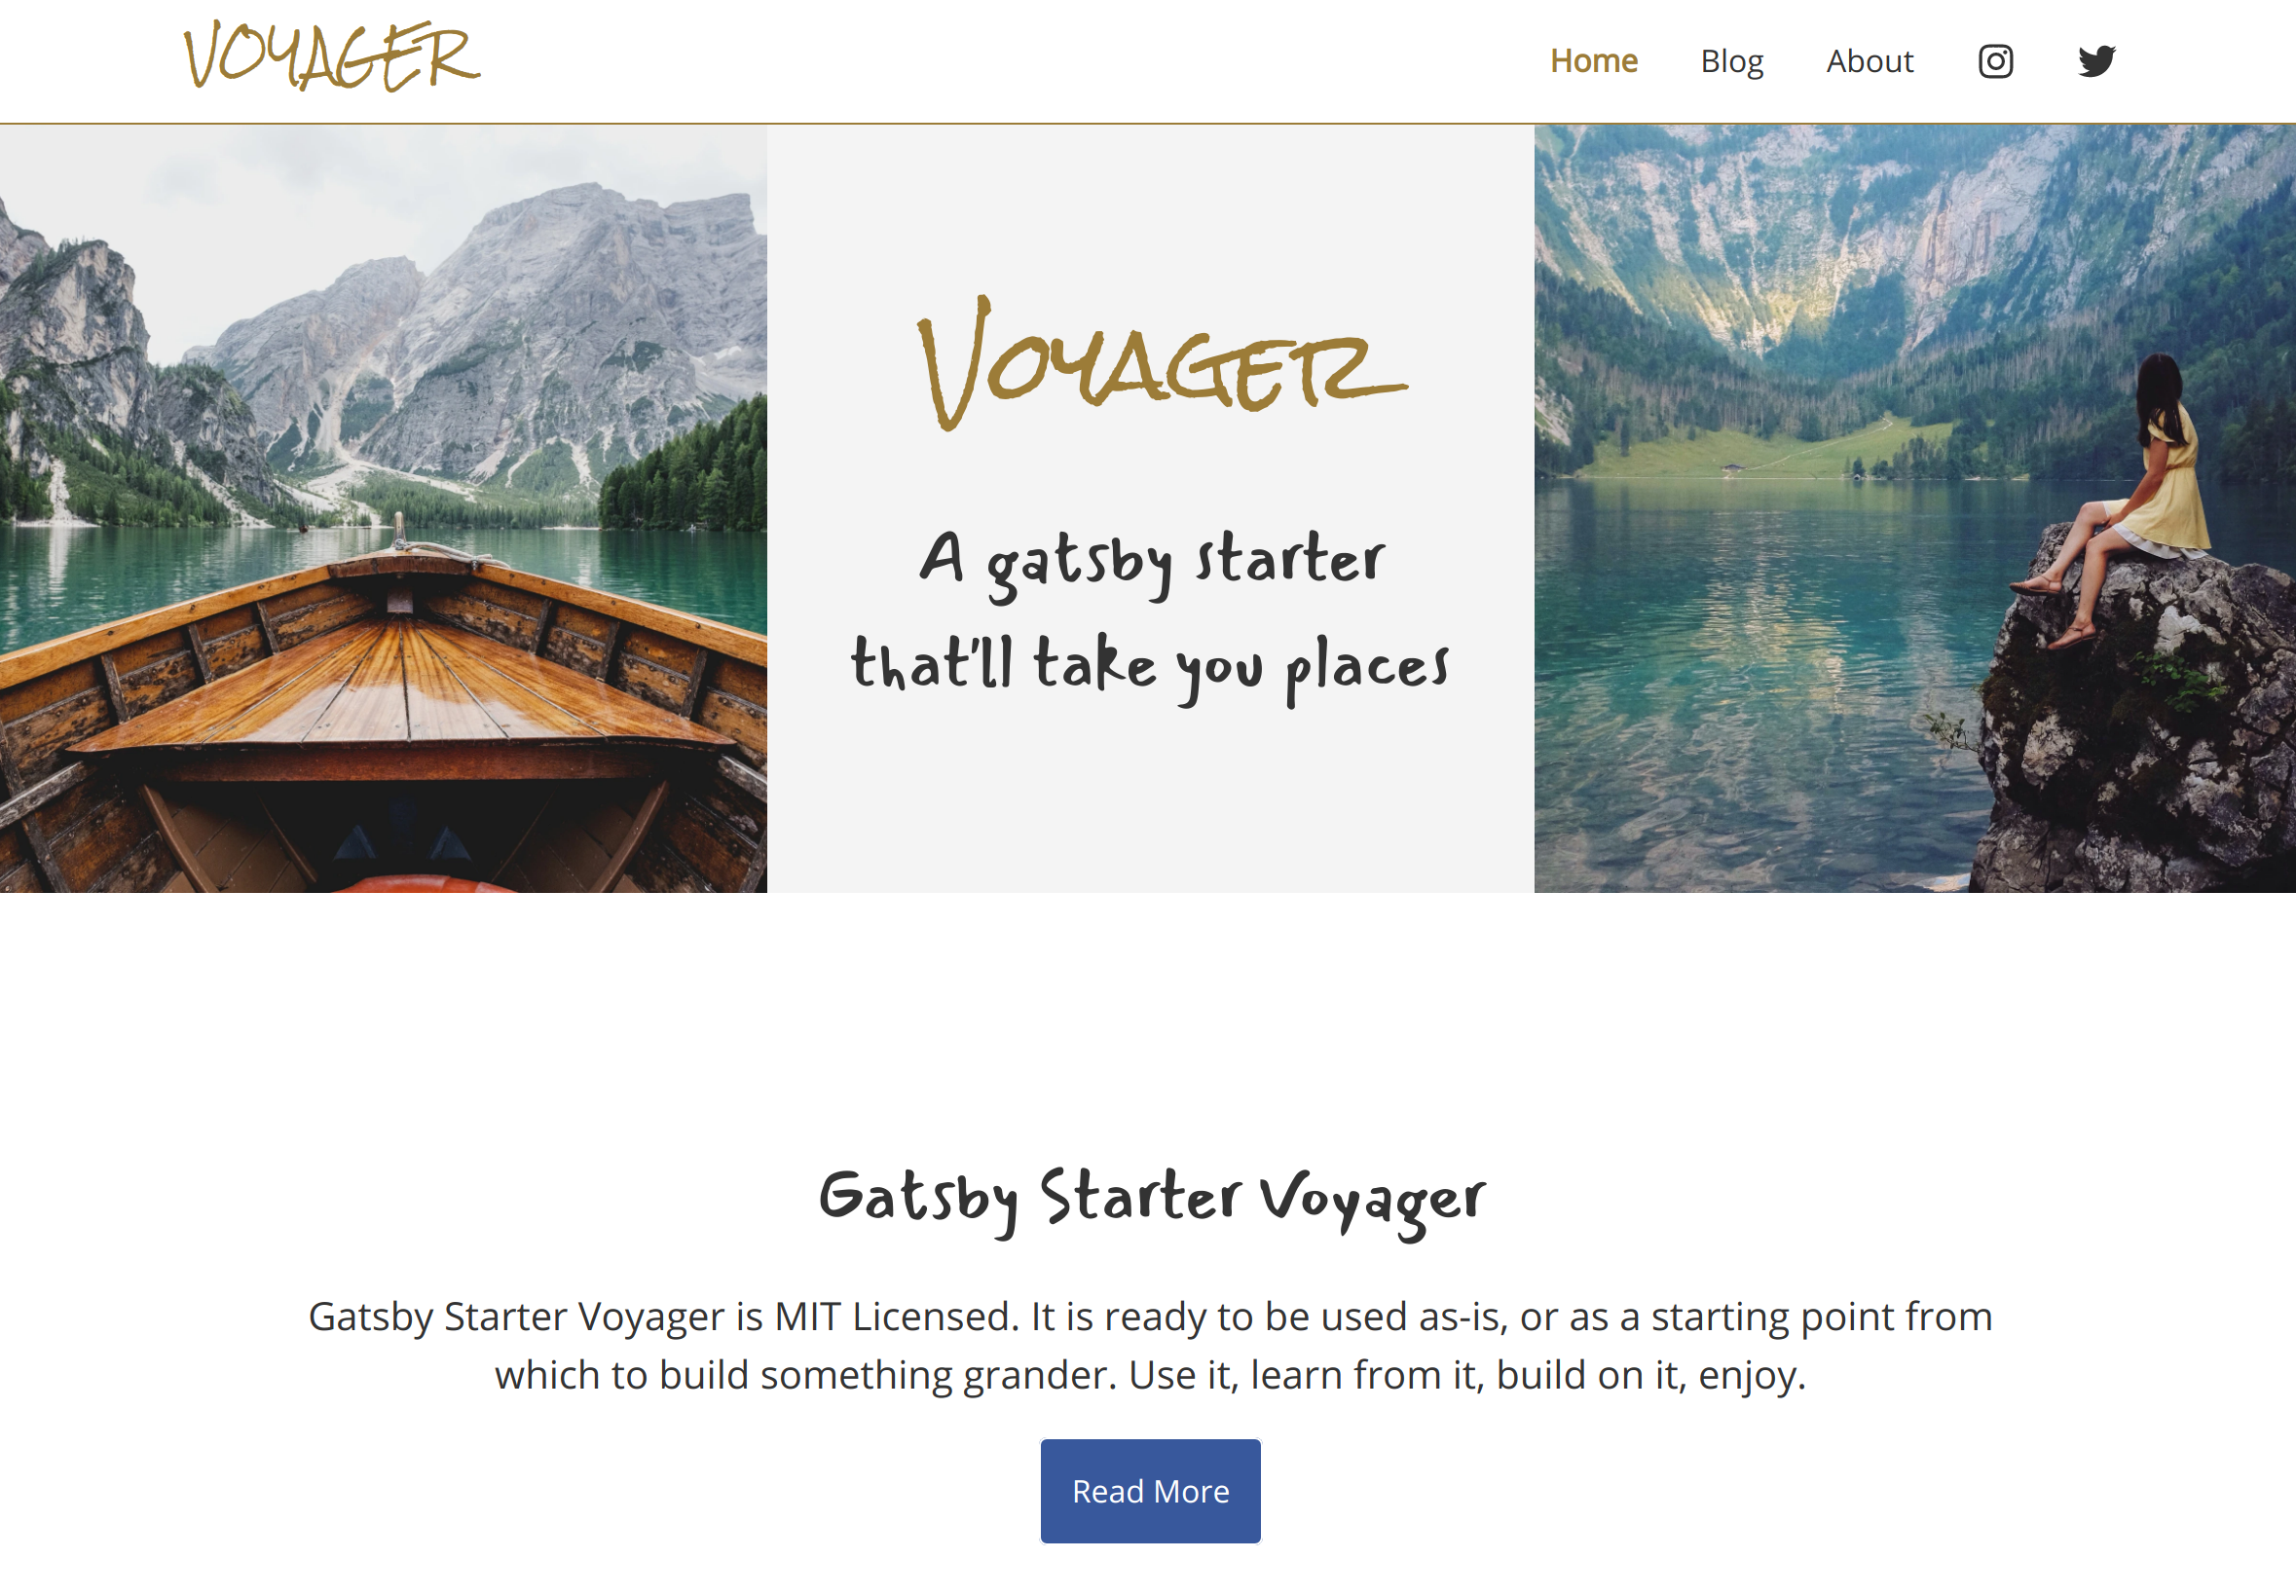 VOYAGER
Home Blog About
VOYAGER
A gatsby starter
that'll take you places
Gatsby Starter Voyager
Gatsby Starter Voyager is MIT Licensed. It is ready to be used as-is, or as a starting point from
which to build something grander. Use it, learn from it, build on it, enjoy.
Read More